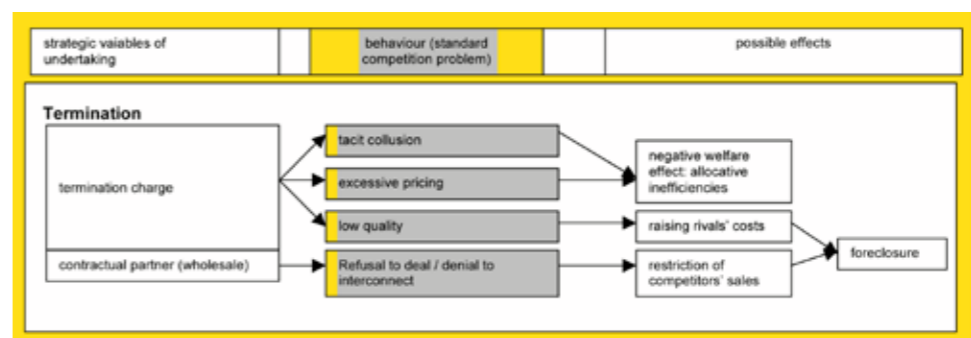 strategic vaiables of
undertaking
behaviour (standard
competition problem)
possible effects
Termination
termination charge
contractual partner (wholesale)
tacit collusion
excessive pricing
low quality
Refusal to deal / denial to
interconnect
negative welfare
effect: allocative
inefficiencies
raising rivals' costs
restriction of
competitors' sales
foreclosure